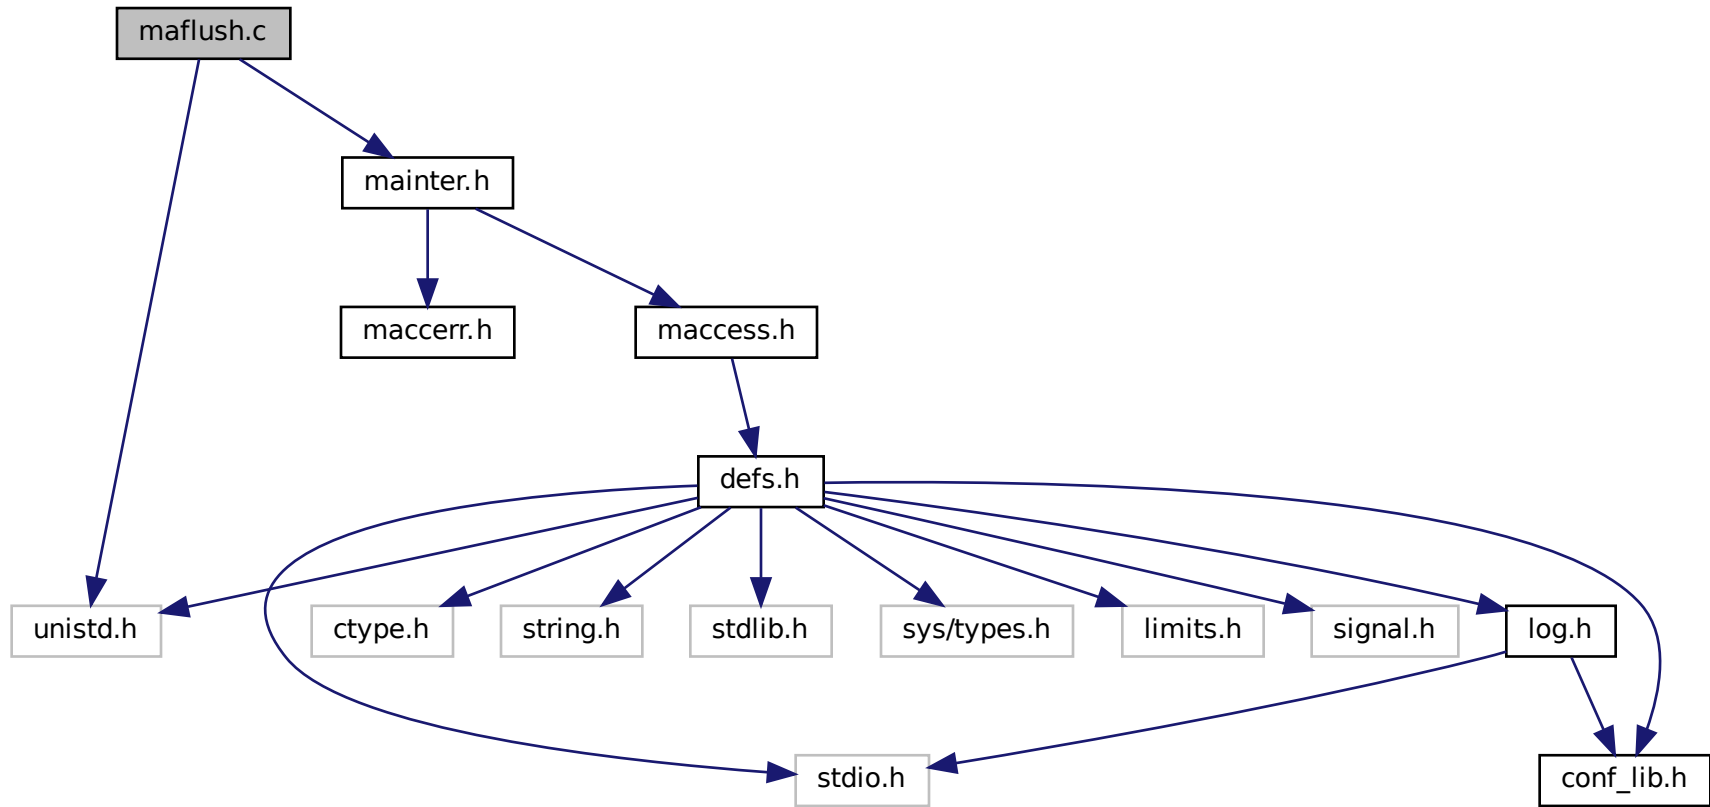 maflush.c
mainter.h
maccerr.h
maccess.h
defs.h
unistd.h
ctype.h
string.h
stdlib.h
sys/types.h
limits.h
signal.h
log.h
stdio.h
conf_lib.h